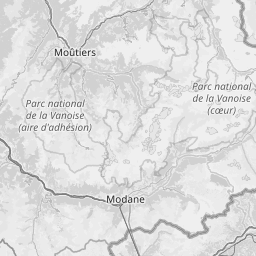 Moûtiers
Parc national
de la Vanoise
(cœur)
Parc national
de la Vanoise
(aire d'adhésion)
Modane